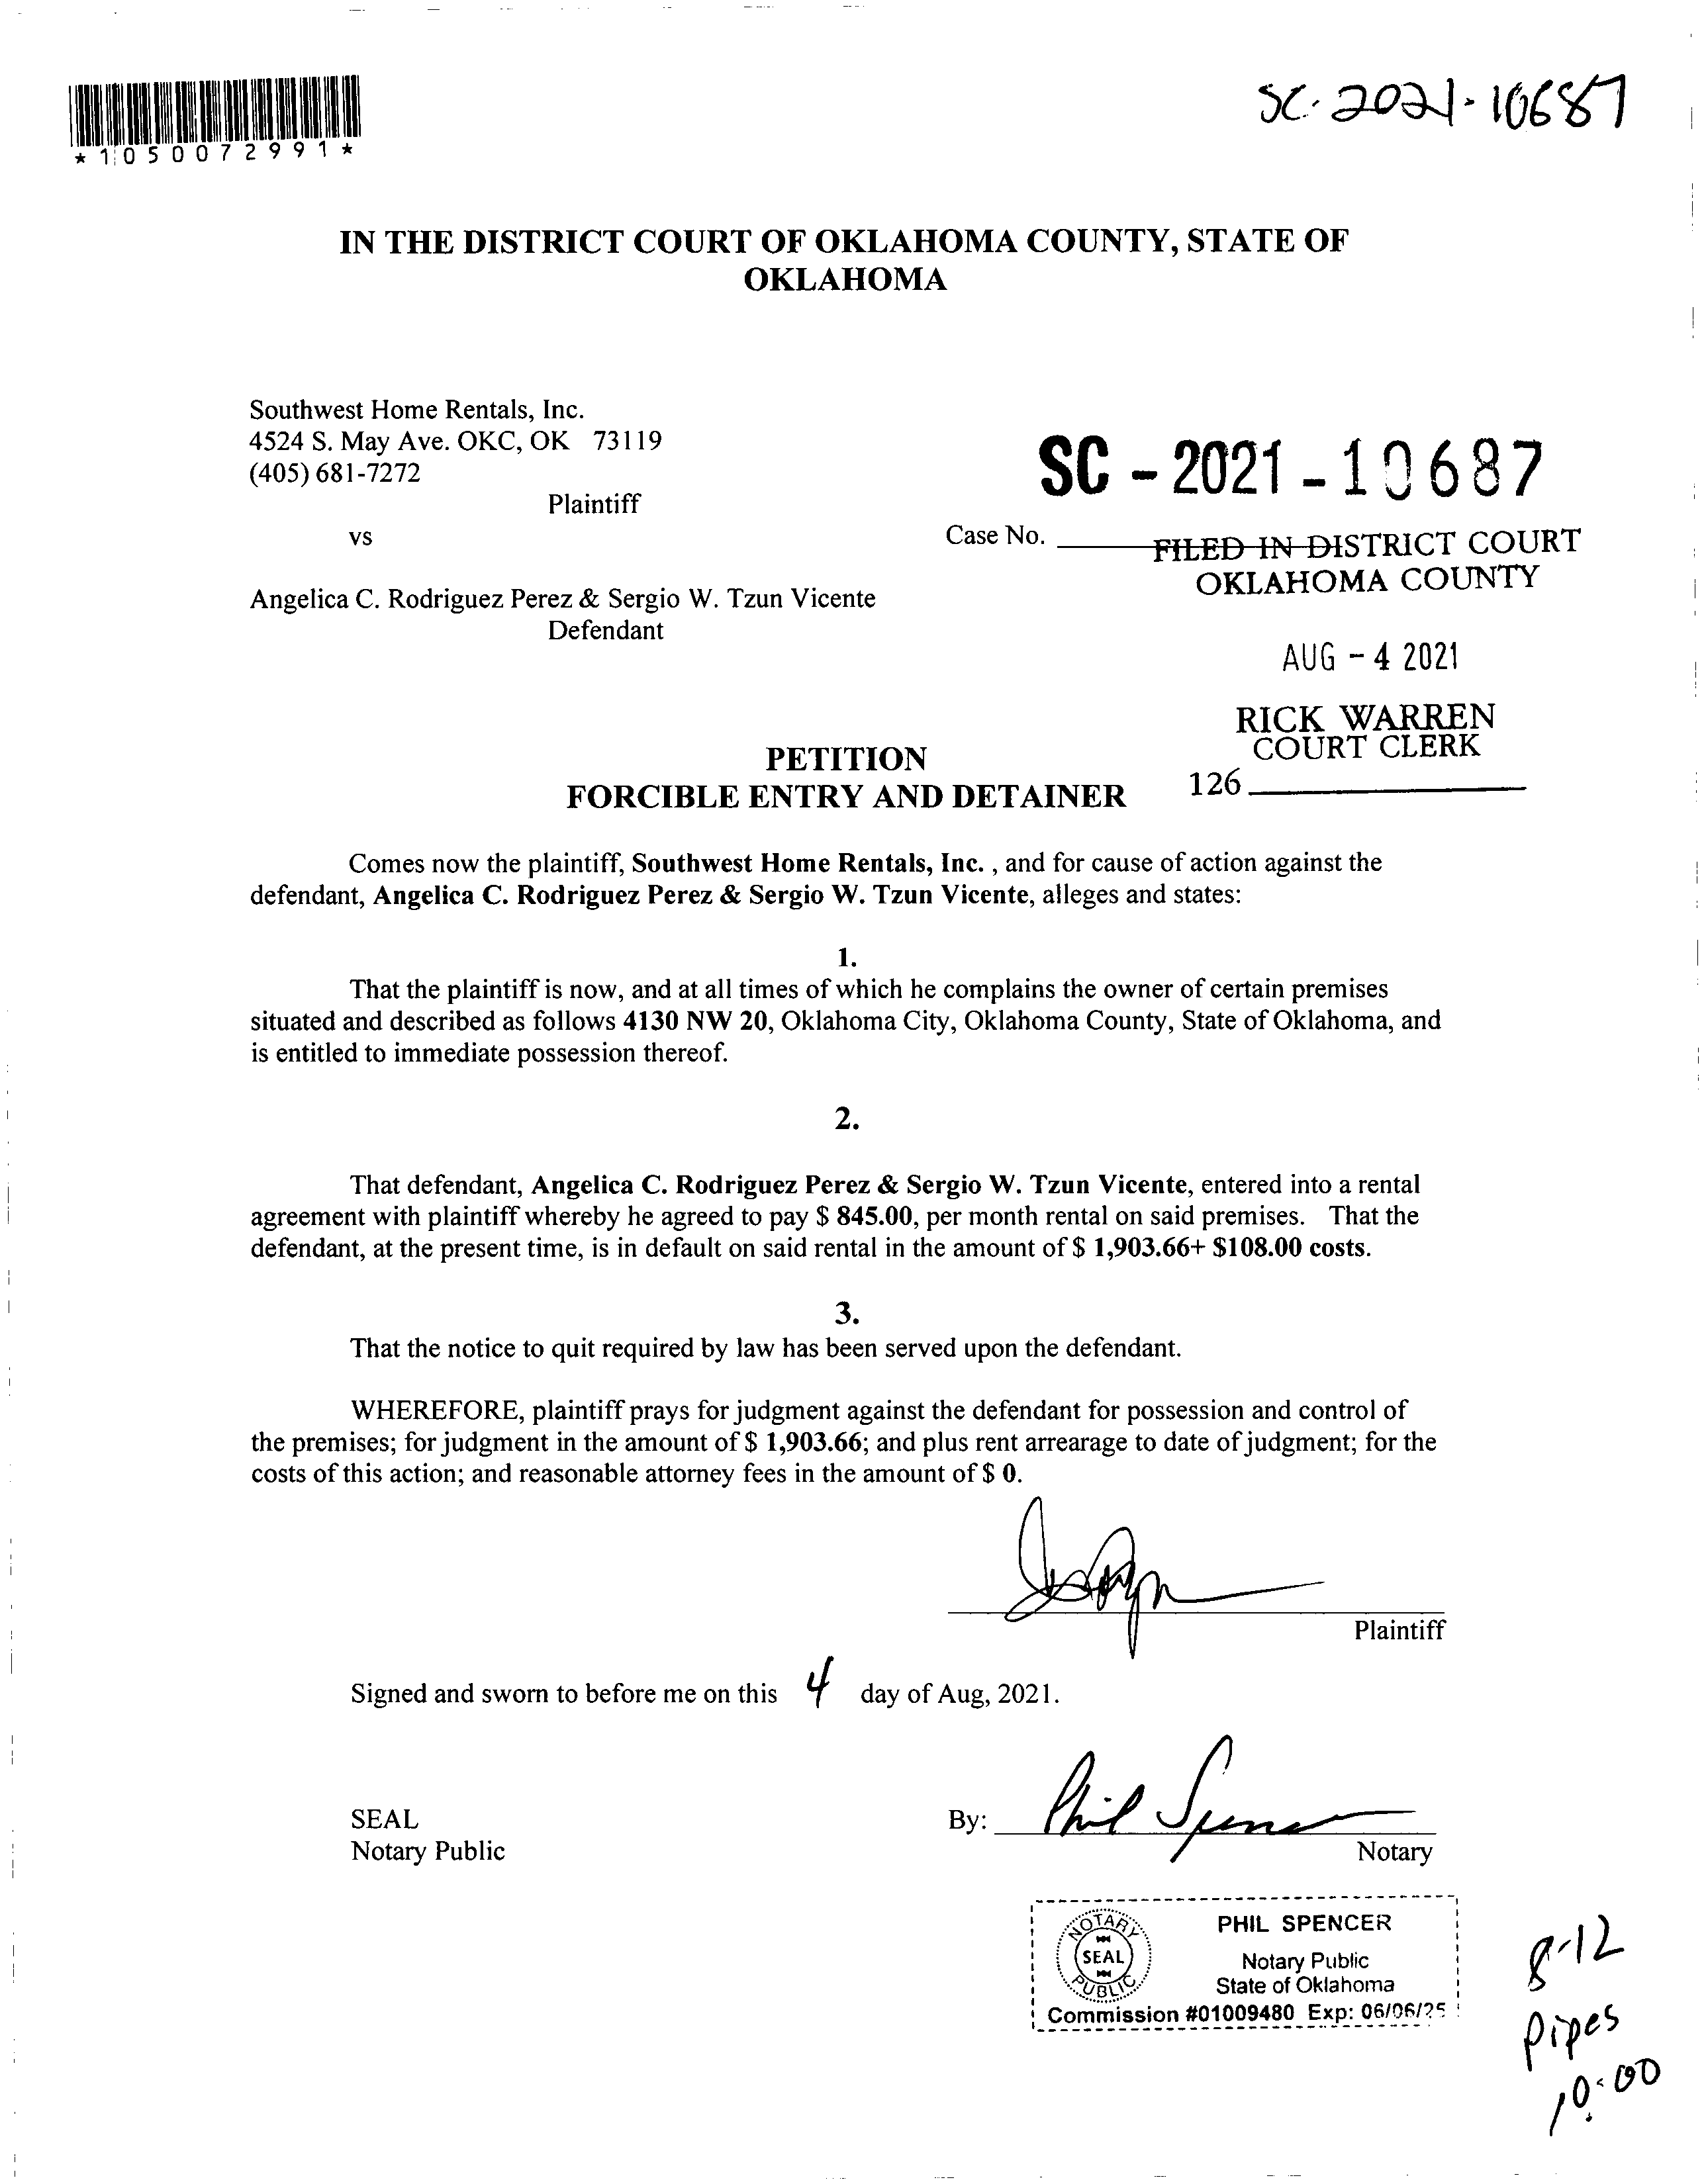 SC-2021-10687
*1050072991*
IN THE DISTRICT COURT OF OKLAHOMA COUNTY, STATE OF
OKLAHOMA
Southwest Home Rentals, Inc.
4524 S. May Ave. OKC, OK 73119
(405) 681-7272
Plaintiff
vs
Angelica C. Rodriguez Perez & Sergio W. Tzun Vicente
Defendant
SC - 2021 - 10687
Case No.
FILED IN DISTRICT COURT
OKLAHOMA COUNTY
AUG - 4 2021
RICK WARREN
COURT CLERK
126
PETITION
FORCIBLE ENTRY AND DETAINER
Comes now the plaintiff, Southwest Home Rentals, Inc. , and for cause of action against the
defendant, Angelica C. Rodriguez Perez & Sergio W. Tzun Vicente, alleges and states:
1.
That the plaintiff is now, and at all times of which he complains the owner of certain premises
situated and described as follows 4130 NW 20, Oklahoma City, Oklahoma County, State of Oklahoma, and
is entitled to immediate possession thereof.
2.
That defendant, Angelica C. Rodriguez Perez & Sergio W. Tzun Vicente, entered into a rental
agreement with plaintiff whereby he agreed to pay $ 845.00, per month rental on said premises. That the
defendant, at the present time, is in default on said rental in the amount of $ 1,903.66+ $108.00 costs.
3.
That the notice to quit required by law has been served upon the defendant.
WHEREFORE, plaintiff prays for judgment against the defendant for possession and control of
the premises; for judgment in the amount of $ 1,903.66; and plus rent arrearage to date of judgment; for the
costs of this action; and reasonable attorney fees in the amount of $ 0.
Plaintiff
Signed and sworn to before me on this 4 day of Aug, 2021.
SEAL
Notary Public
By: Phil Spencer
Notary
NOTARY
SEAL
PUBLIC
PHIL SPENCER
Notary Public
State of Oklahoma
Commission #01009480 Exp: 06/06/25
8-12
Pipes
10:00